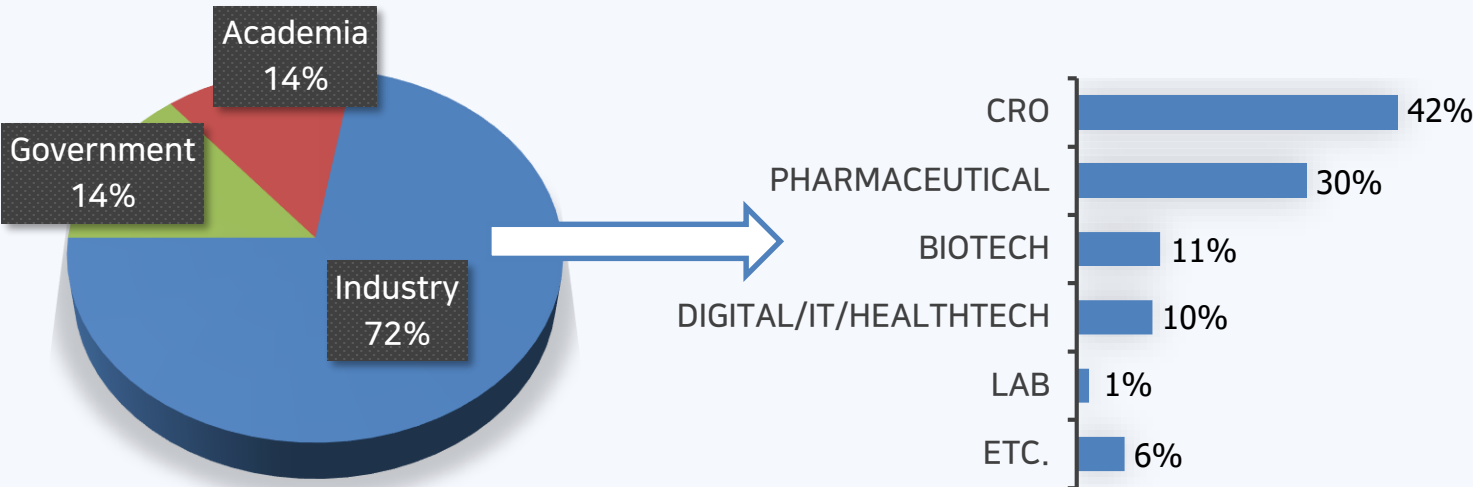 Academia
14%
Government
14%
Industry
72%
CRO 42%
PHARMACEUTICAL 30%
BIOTECH 11%
DIGITAL/IT/HEALTHTECH 10%
LAB 1%
ETC. 6%